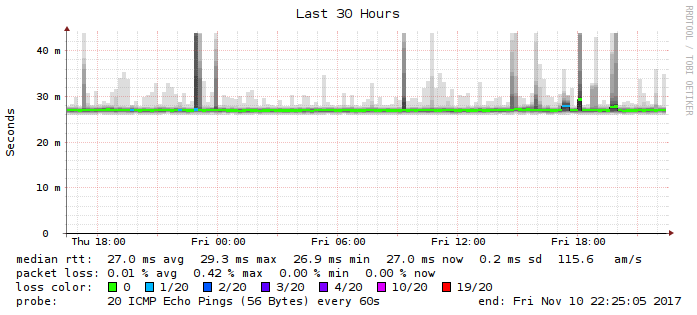 Last 30 Hours
RRDTOOL / TOBI OETIKER
Seconds
40 m
30 m
20 m
10 m
0
Thu 18:00 Fri 00:00 Fri 06:00 Fri 12:00 Fri 18:00
median rtt: 27.0 ms avg 29.3 ms max 26.9 ms min 27.0 ms now 0.2 ms sd 115.6 am/s
packet loss: 0.01 % avg 0.42 % max 0.00 % min 0.00 % now
loss color: 0 1/20 2/20 3/20 4/20 10/20 19/20
probe: 20 ICMP Echo Pings (56 Bytes) every 60s end: Fri Nov 10 22:25:05 2017